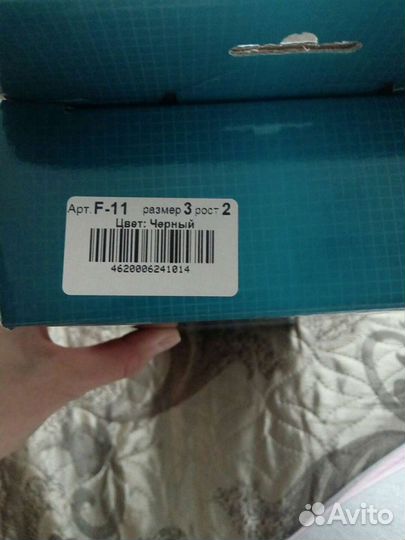 Арт. F-11 размер 3 рост 2
Цвет: Черный
4620006241014
Avito